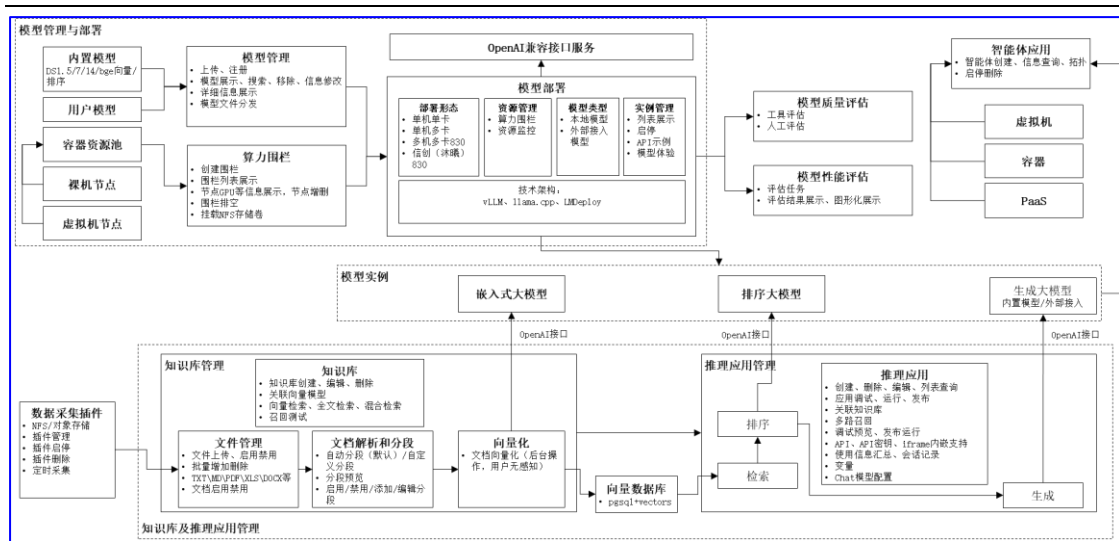 模型管理与部署
内置模型
DS1.5/7/14/bge向量/
排序
用户模型
容器资源池
裸机节点
虚拟机节点
模型管理
• 上传、注册
• 模型展示、搜索、移除、信息修改
• 详细信息展示
• 模型文件分发
算力围栏
• 创建围栏
• 围栏列表展示
• 节点GPU等信息展示，节点增删
• 围栏排空
• 挂载NFS存储卷
OpenAI兼容接口服务
模型部署
部署形态
• 单机单卡
• 单机多卡
• 多机多卡830
• 信创（沐曦）
830
资源管理
• 算力围栏
• 资源监控
模型类型
• 本地模型
• 外部接入
模型
实例管理
• 列表展示
• 启停
• API示例
• 模型体验
技术架构：
vLLM、llama.cpp、LMDeploy
模型质量评估
• 工具评估
• 人工评估
模型性能评估
• 评估任务
• 评估结果展示、图形化展示
智能体应用
• 智能体创建、信息查询、拓扑
• 启停删除
虚拟机
容器
PaaS
模型实例
嵌入式大模型
排序大模型
生成大模型
内置模型/外部接入
OpenAI接口
OpenAI接口
OpenAI接口
数据采集插件
• NFS/对象存储
• 插件管理
• 插件启停
• 插件删除
• 定时采集
知识库管理
知识库
• 知识库创建、编辑、删除
• 关联向量模型
• 向量检索、全文检索、混合检索
• 召回测试
文件管理
• 文件上传、启用禁用
• 批量增加删除
• TXT\MD\PDF\XLS\DOCX等
• 文档启用禁用
文档解析和分段
• 自动分段（默认）/自定
义分段
• 分段预览
• 启用/禁用/添加/编辑分
段
向量化
• 文档向量化（后台操
作，用户无感知）
向量数据库
• pgsql+vectors
推理应用管理
排序
检索
推理应用
• 创建、删除、编辑、列表查询
• 应用调试、运行、发布
• 关联知识库
• 多路召回
• 调试预览、发布运行
• API、API密钥、iframe内嵌支持
• 使用信息汇总、会话记录
• 变量
• Chat模型配置
生成
知识库及推理应用管理